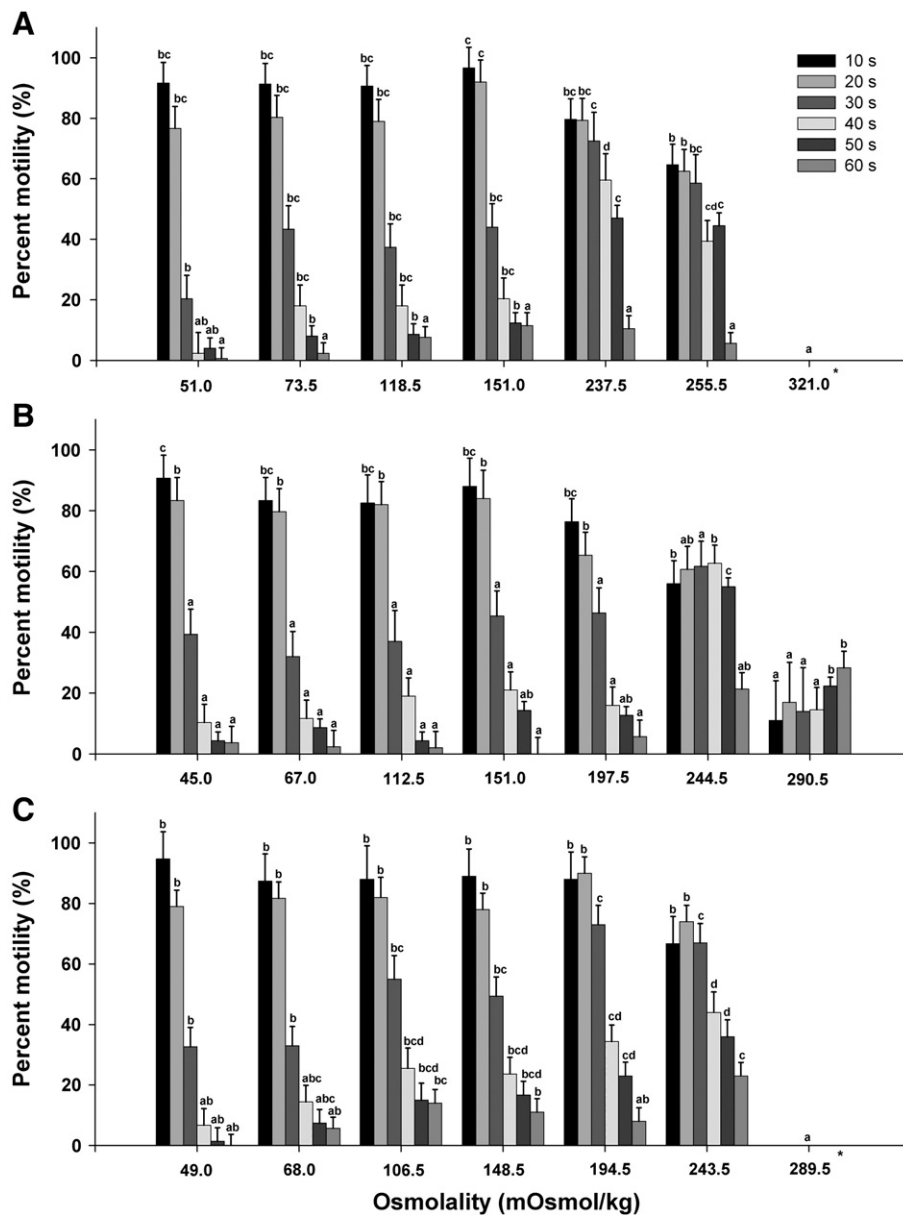 A
Percent motility (%)
100
80
60
40
20
0
10 s
20 s
30 s
40 s
50 s
60 s
bc bc b ab ab a
bc bc bc bc b a
bc bc bc bc b a
c c bc bc b a
bc bc c d c a
bc bc bc cd c a
a
51.0 73.5 118.5 151.0 237.5 255.5 321.0 *
B
Percent motility (%)
100
80
60
40
20
0
c b a a a a
bc b a a a a
bc b a a a a
bc b a a ab a
bc b a a ab a
b ab a b c ab
a a a a b b
45.0 67.0 112.5 151.0 197.5 244.5 290.5
C
Percent motility (%)
100
80
60
40
20
0
b b b ab ab ab
b b b abc abc ab
b b bc bcd bcd bc
b b bc bcd bcd b
b b c cd cd ab
b b c d d c
a
49.0 68.0 106.5 148.5 194.5 243.5 289.5 *
Osmolality (mOsmol/kg)